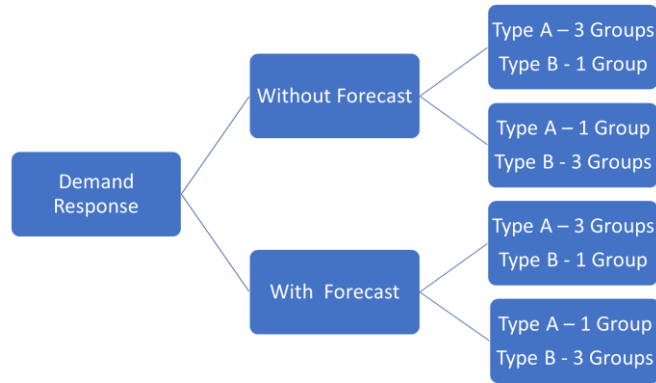 Type A – 3 Groups
Type B - 1 Group
Without Forecast
Type A – 1 Group
Type B - 3 Groups
Demand
Response
Type A – 3 Groups
Type B - 1 Group
With  Forecast
Type A – 1 Group
Type B - 3 Groups